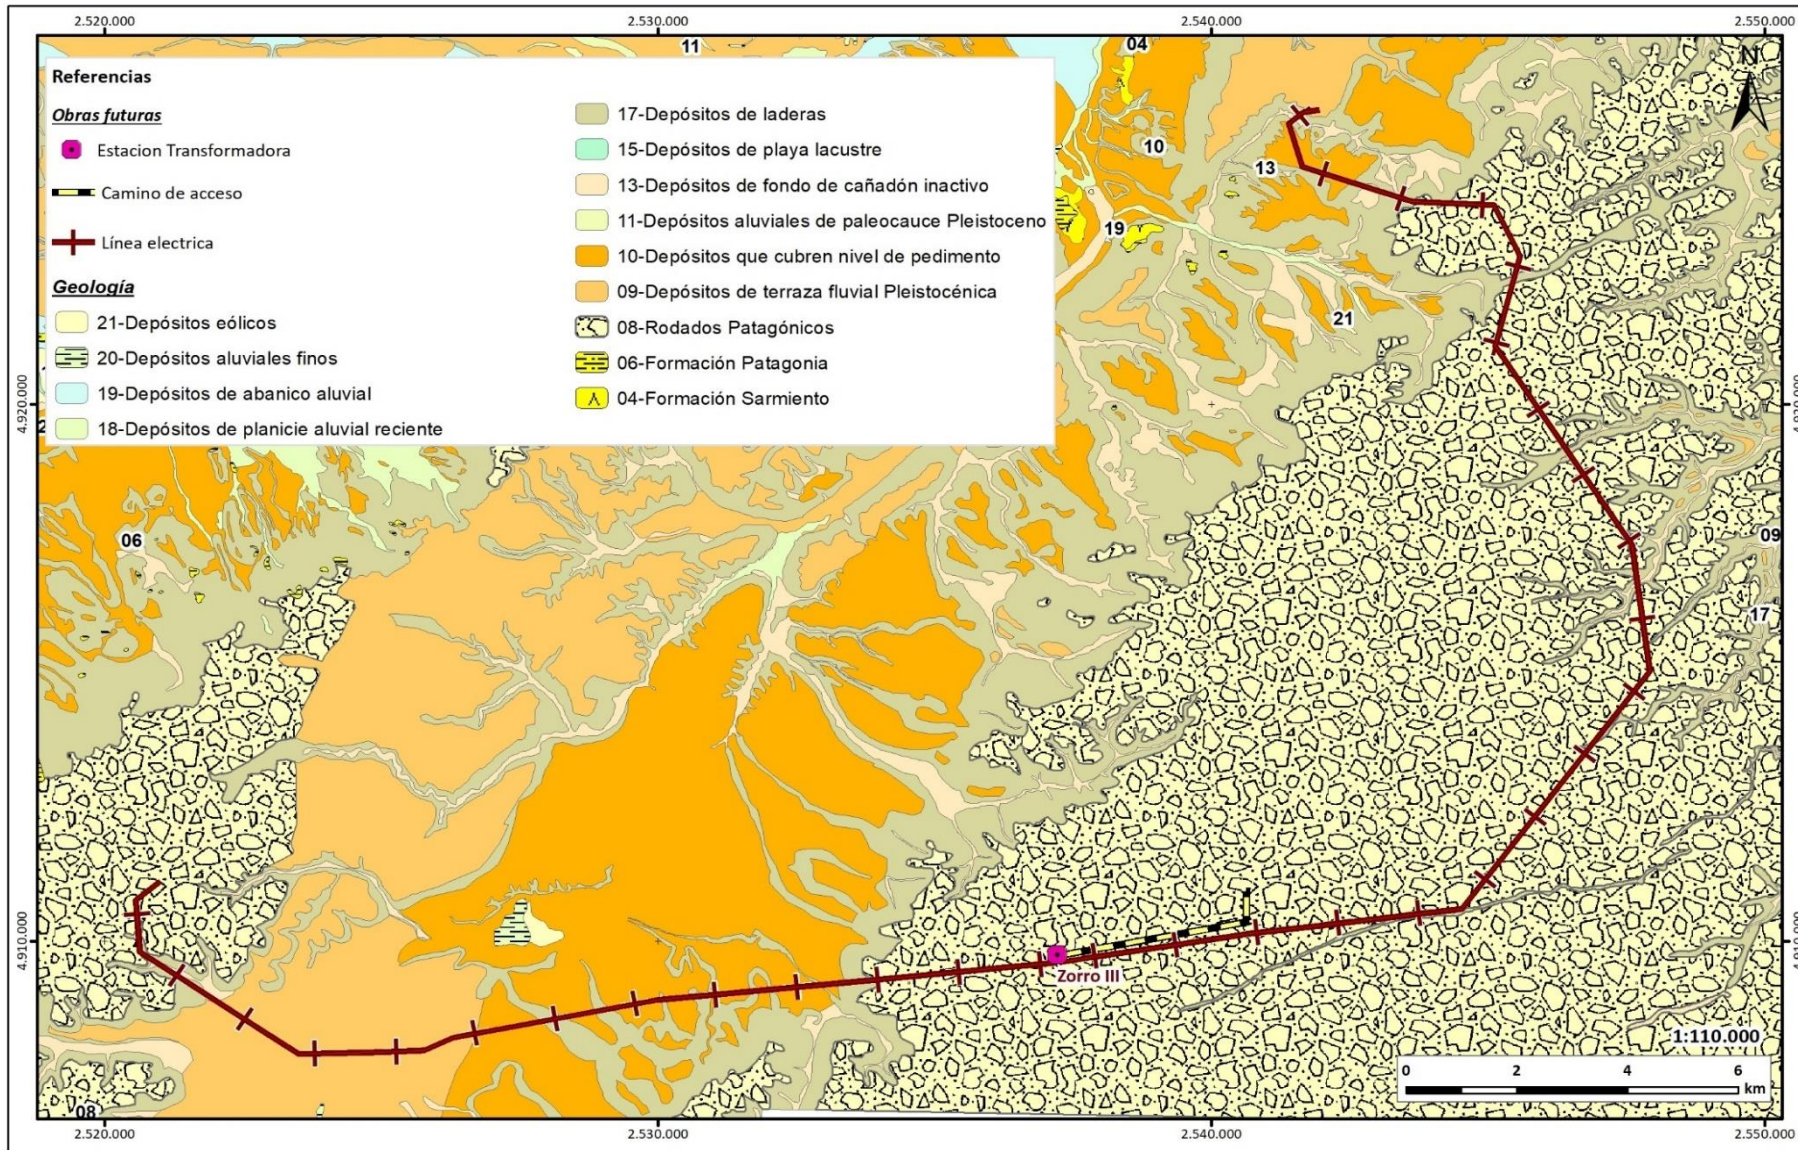 2.520.000
2.530.000
2.540.000
2.550.000
11
04
N
Referencias
Obras futuras
Estacion Transformadora
Camino de acceso
Línea electrica
Geología
21-Depósitos eólicos
20-Depósitos aluviales finos
19-Depósitos de abanico aluvial
18-Depósitos de planicie aluvial reciente
17-Depósitos de laderas
15-Depósitos de playa lacustre
13-Depósitos de fondo de cañadón inactivo
11-Depósitos aluviales de paleocauce Pleistoceno
10-Depósitos que cubren nivel de pedimento
09-Depósitos de terraza fluvial Pleistocénica
08-Rodados Patagónicos
06-Formación Patagonia
04-Formación Sarmiento
10
13
19
21
4.920.000
4.920.000
06
09
17
4.910.000
4.910.000
Zorro III
1:110.000
0
2
4
6
km
08
2.520.000
2.530.000
2.540.000
2.550.000